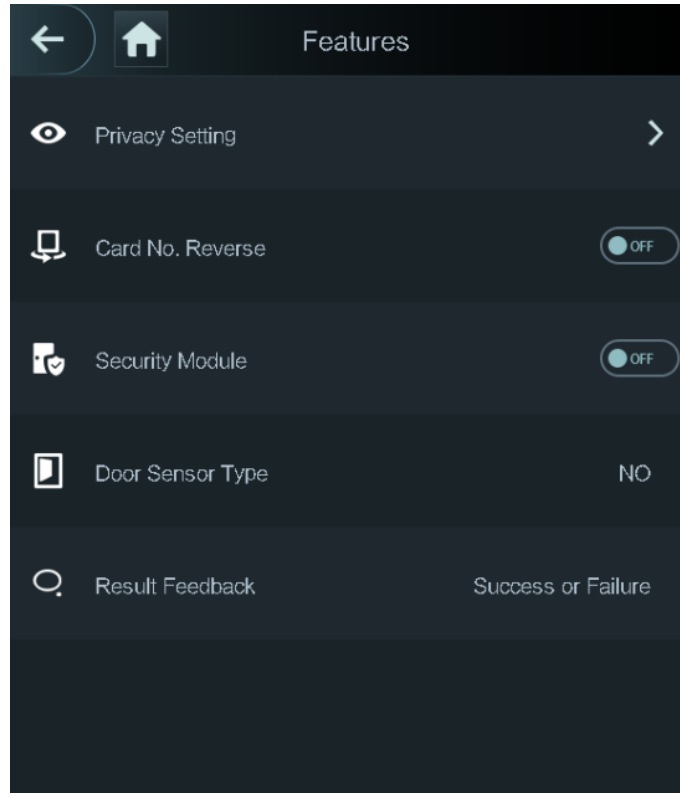 Features
Privacy Setting
Card No. Reverse
OFF
Security Module
OFF
Door Sensor Type
NO
Result Feedback
Success or Failure